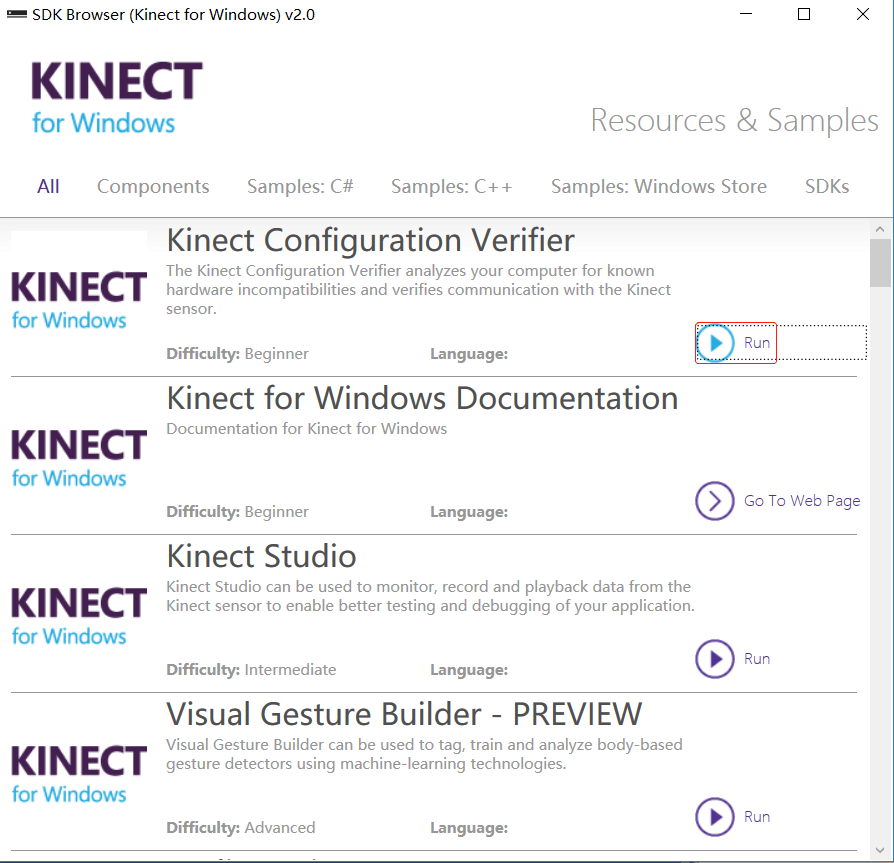 SDK Browser (Kinect for Windows) v2.0
KINECT
for Windows
Resources & Samples
All Components Samples: C# Samples: C++ Samples: Windows Store SDKs
KINECT
for Windows
Kinect Configuration Verifier
The Kinect Configuration Verifier analyzes your computer for known
hardware incompatibilities and verifies communication with the Kinect
sensor.
Run
Difficulty: Beginner Language:
KINECT
for Windows
Kinect for Windows Documentation
Documentation for Kinect for Windows
Go To Web Page
Difficulty: Beginner Language:
KINECT
for Windows
Kinect Studio
Kinect Studio can be used to monitor, record and playback data from the
Kinect sensor to enable better testing and debugging of your application.
Run
Difficulty: Intermediate Language:
KINECT
for Windows
Visual Gesture Builder - PREVIEW
Visual Gesture Builder can be used to tag, train and analyze body-based
gesture detectors using machine-learning technologies.
Run
Difficulty: Advanced Language: